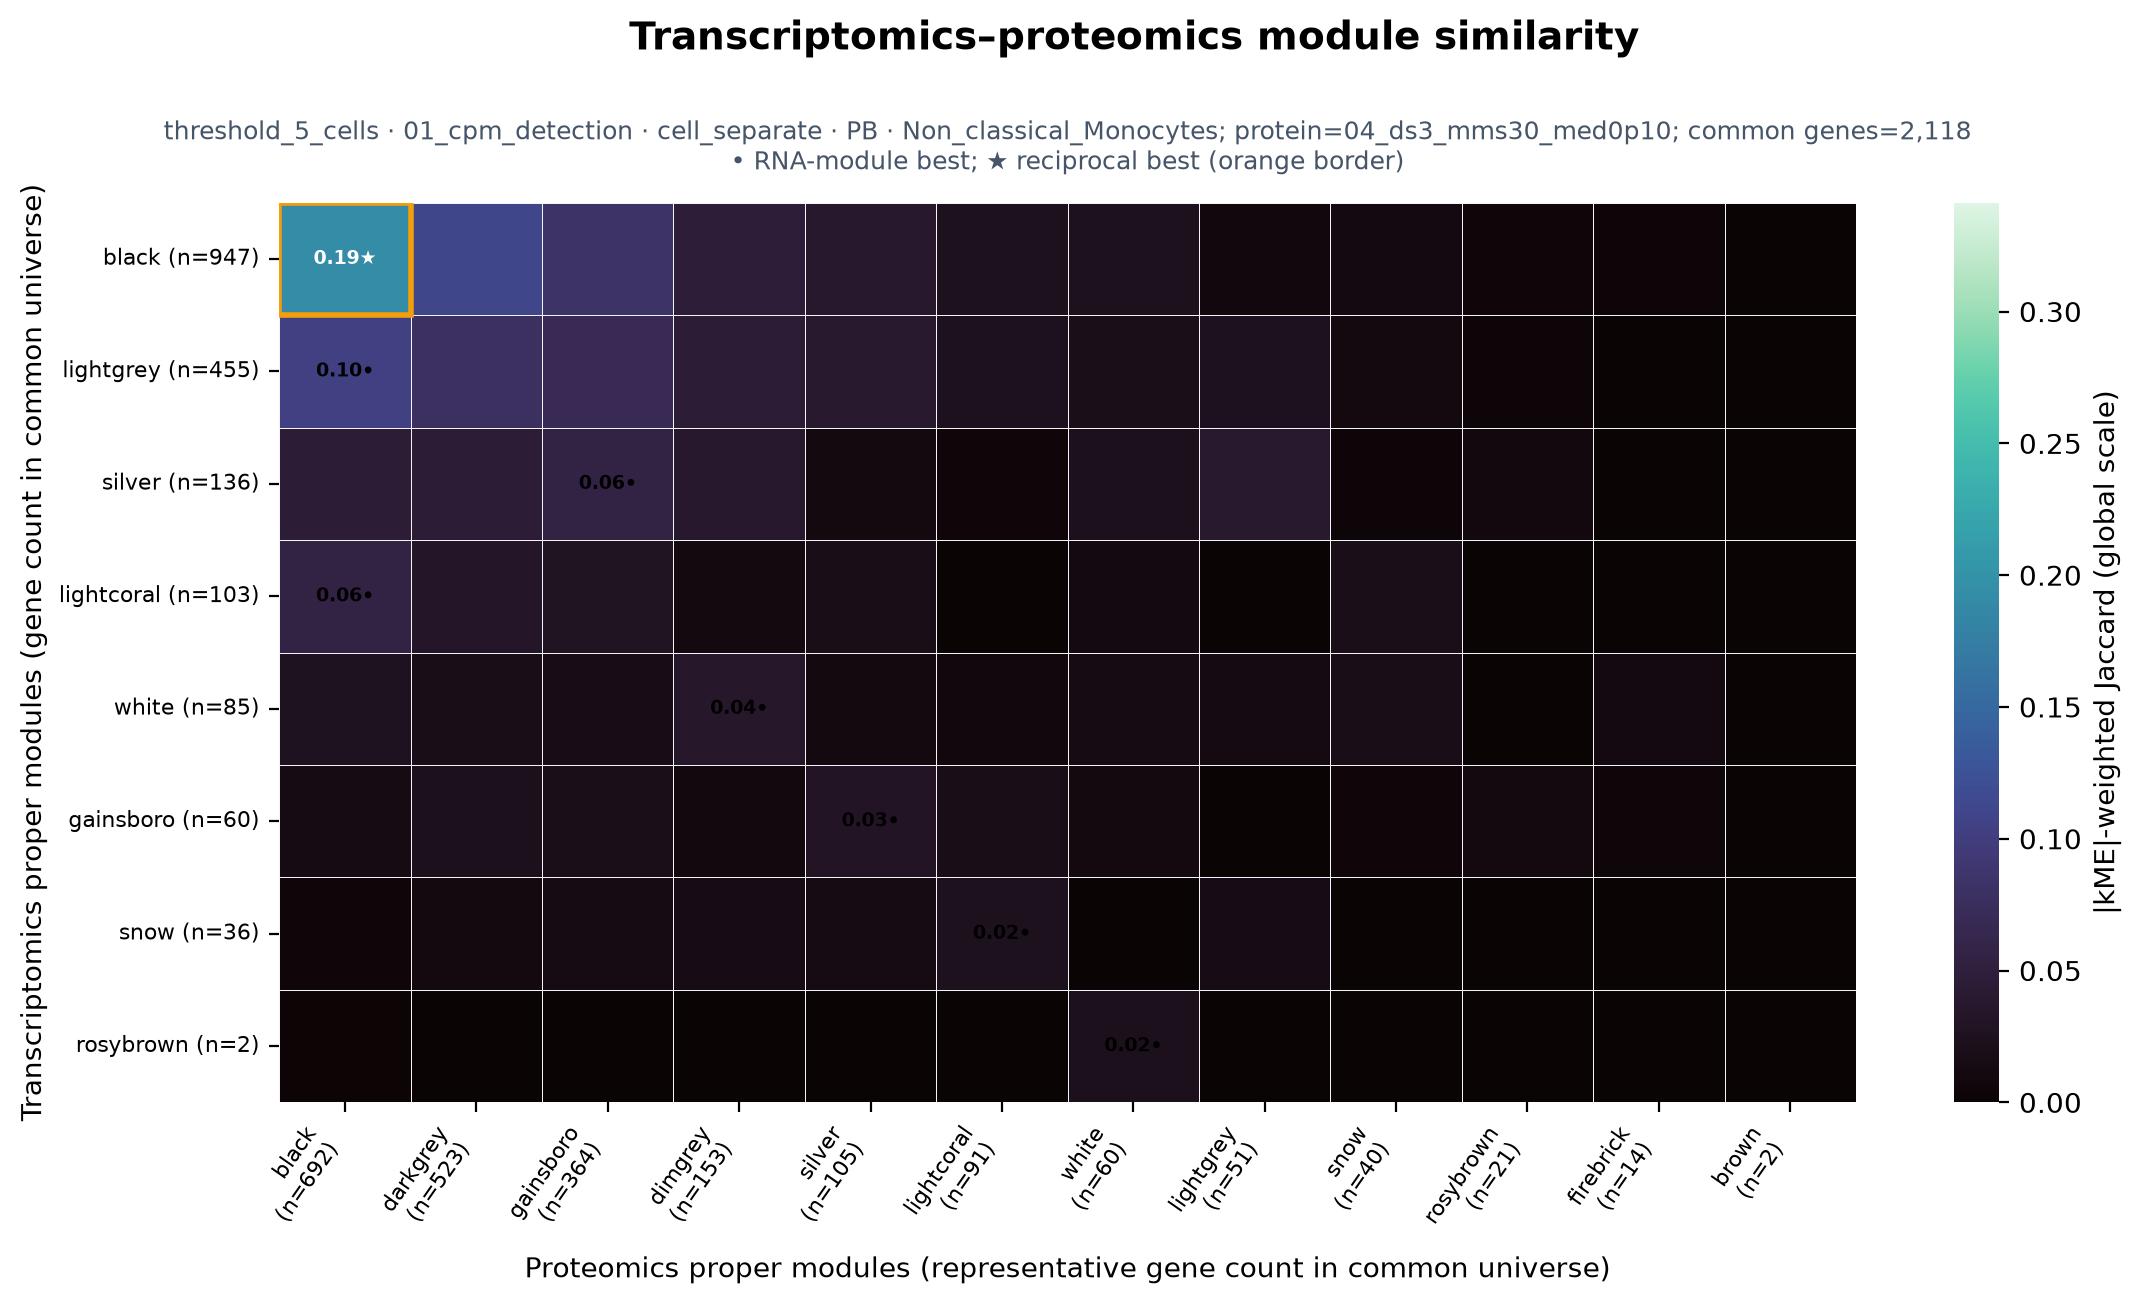 Transcriptomics–proteomics module similarity
threshold_5_cells · 01_cpm_detection · cell_separate · PB · Non_classical_Monocytes; protein=04_ds3_mms30_med0p10; common genes=2,118
• RNA-module best; ★ reciprocal best (orange border)
Transcriptomics proper modules (gene count in common universe)
black (n=947)
lightgrey (n=455)
silver (n=136)
lightcoral (n=103)
white (n=85)
gainsboro (n=60)
snow (n=36)
rosybrown (n=2)
0.19★
0.10•
0.06•
0.06•
0.04•
0.03•
0.02•
0.02•
black
(n=692)
darkgrey
(n=523)
gainsboro
(n=364)
dimgrey
(n=153)
silver
(n=105)
lightcoral
(n=91)
white
(n=60)
lightgrey
(n=51)
snow
(n=40)
rosybrown
(n=21)
firebrick
(n=14)
brown
(n=2)
Proteomics proper modules (representative gene count in common universe)
0.30
0.25
0.20
0.15
0.10
0.05
0.00
|kME|-weighted Jaccard (global scale)